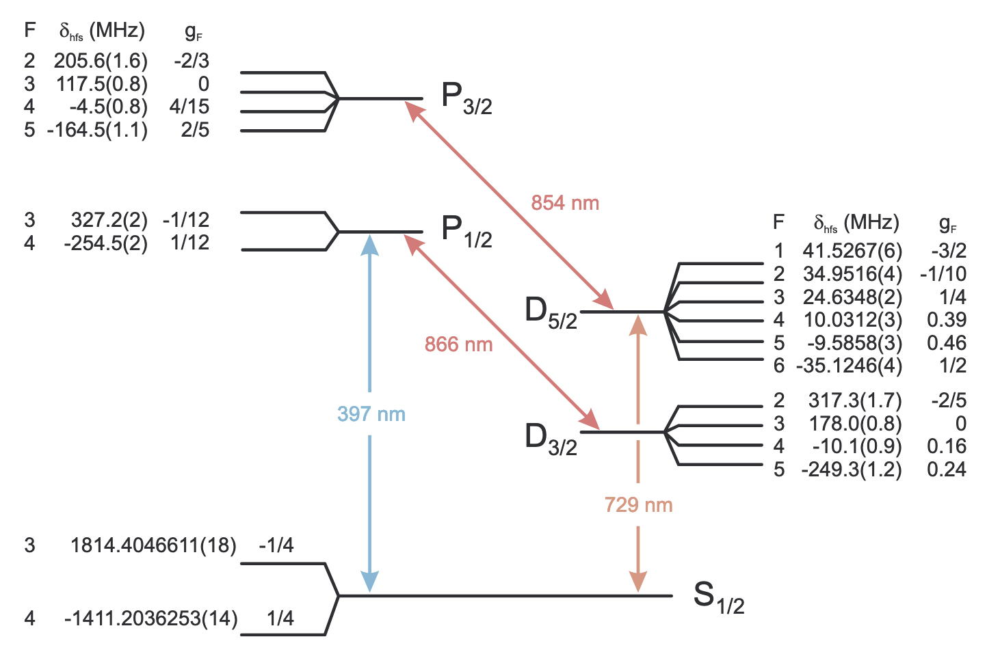 F δhfs (MHz) gF
2 205.6(1.6) -2/3
3 117.5(0.8) 0
4 -4.5(0.8) 4/15
5 -164.5(1.1) 2/5
P3/2
854 nm
3 327.2(2) -1/12
4 -254.5(2) 1/12
P1/2
F δhfs (MHz) gF
1 41.5267(6) -3/2
2 34.9516(4) -1/10
3 24.6348(2) 1/4
4 10.0312(3) 0.39
5 -9.5858(3) 0.46
6 -35.1246(4) 1/2
D5/2
866 nm
397 nm
2 317.3(1.7) -2/5
3 178.0(0.8) 0
4 -10.1(0.9) 0.16
5 -249.3(1.2) 0.24
D3/2
729 nm
3 1814.4046611(18) -1/4
4 -1411.2036253(14) 1/4
S1/2